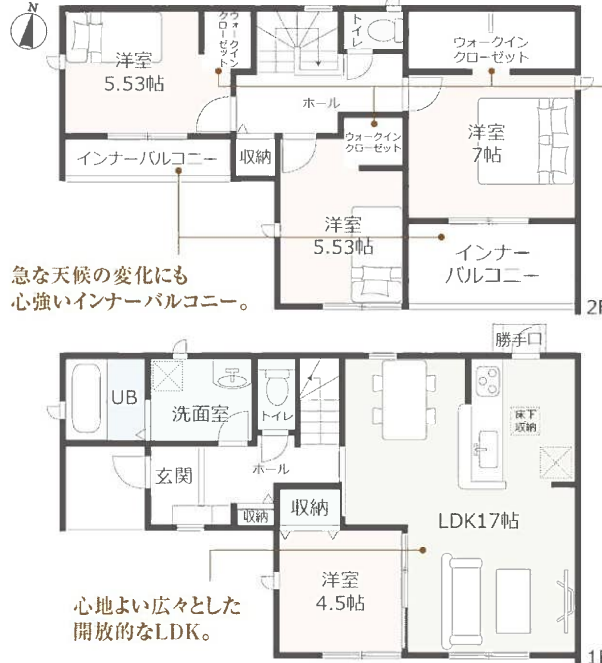 N
洋室
5.53帖
ウォークイン
クローゼット
トイレ
ウォークイン
クローゼット
ホール
洋室
7帖
インナーバルコニー
収納
ウォークイン
クローゼット
洋室
5.53帖
インナー
バルコニー
急な天候の変化にも
心強いインナーバルコニー。
2F
勝手口
UB
洗面室
トイレ
床下
収納
玄関
ホール
収納
収納
LDK17帖
洋室
4.5帖
心地よい広々とした
開放的なLDK。
1F